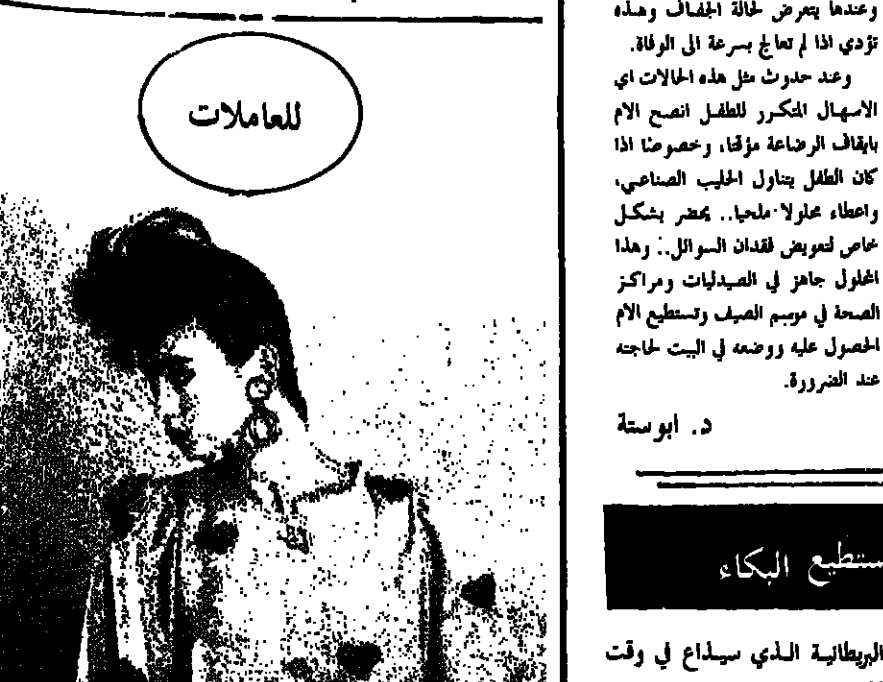 وعندها يتعرض لحالة الجفاف وهذه
تؤدي اذا لم تعالج بسرعة الى الوفاة.
وعند حدوث مثل هذه الحالات اي
الاسهال المتكرر للطفل انصح الام
بايقاف الرضاعة مؤقتا، وخصوصا اذا
كان الطفل يتناول الحليب الصناعي،
واعطاء محلولا ملحيا.. يحضر بشكل
خاص لتعويض فقدان السوائل.. وهذا
المحلول جاهز في الصيدليات ومراكز
الصحة في موسم الصيف وتستطيع الام
الحصول عليه ووضعه في البيت لحاجته
عند الضرورة.
د. ابو ستة
للعاملات
ستطيع البكاء
البريطانية الذي سيذاع في وقت